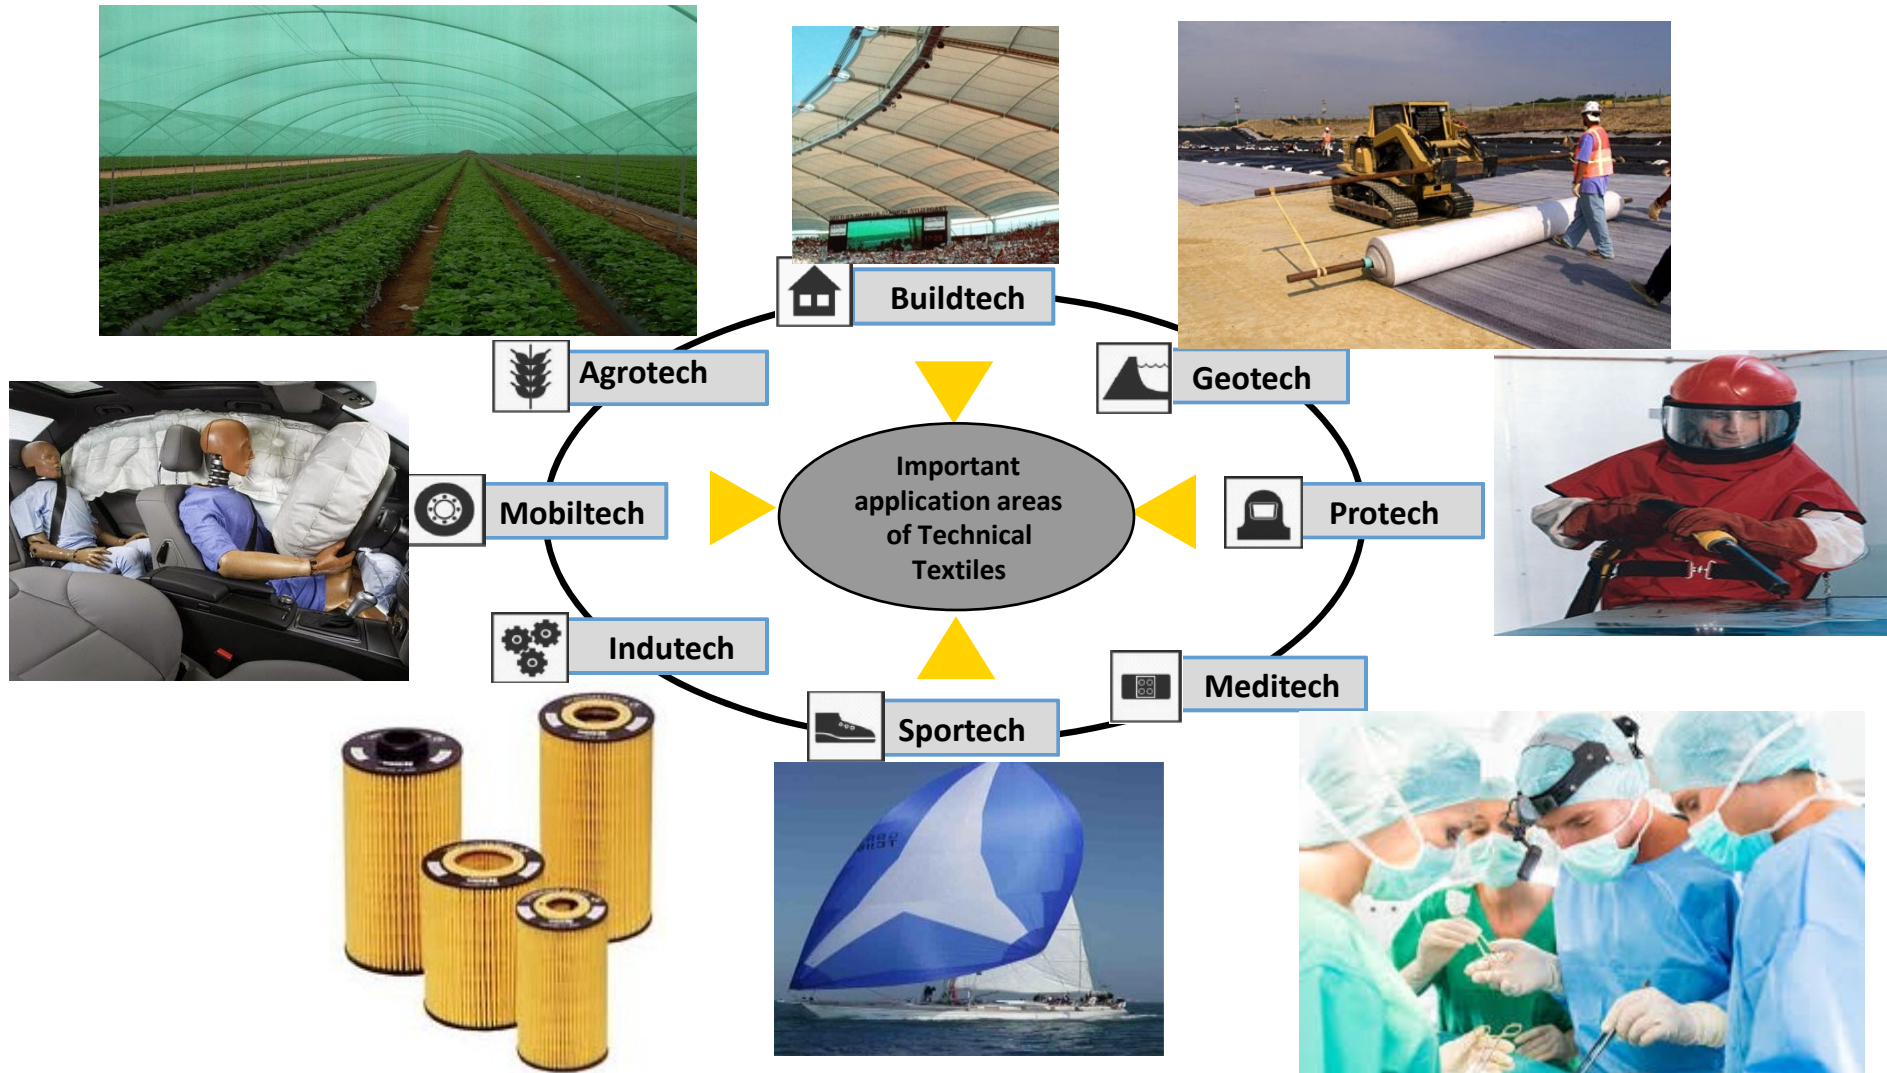 Buildtech
Agrotech
Geotech
Important
application areas
of Technical
Textiles
Mobiltech
Protech
Indutech
Meditech
Sportech